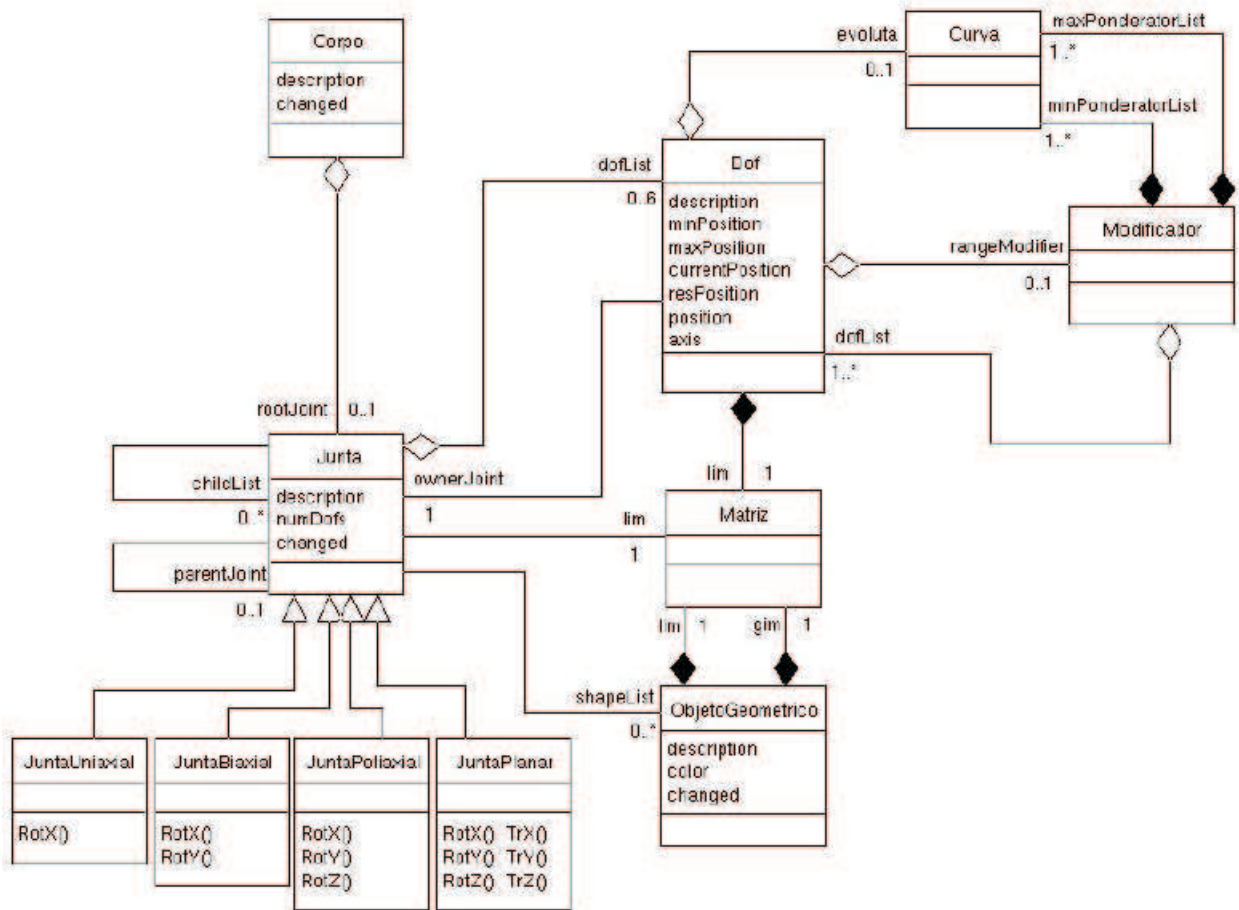 Corpo
description
changed
rootJoint 0..1
evoluta
0..1
Curva
maxPonderatorList
1..*
minPonderatorList
1..*
dofList
0..6
Dof
description
minPosition
maxPosition
currentPosition
resPosition
position
axis
rangeModifier
0..1
Modificador
dofList
1..*
Junta
description
numDofs
changed
childList
0..*
parentJoint
0..1
ownerJoint
1
lim
1
lim 1
Matriz
lim 1
gim 1
shapeList
0..*
ObjetoGeometrico
description
color
changed
JuntaUniaxial
RotX()
JuntaBiaxial
RotX()
RotY()
JuntaPoliaxial
RotX()
RotY()
RotZ()
JuntaPlanar
RotX() TrX()
RotY() TrY()
RotZ() TrZ()